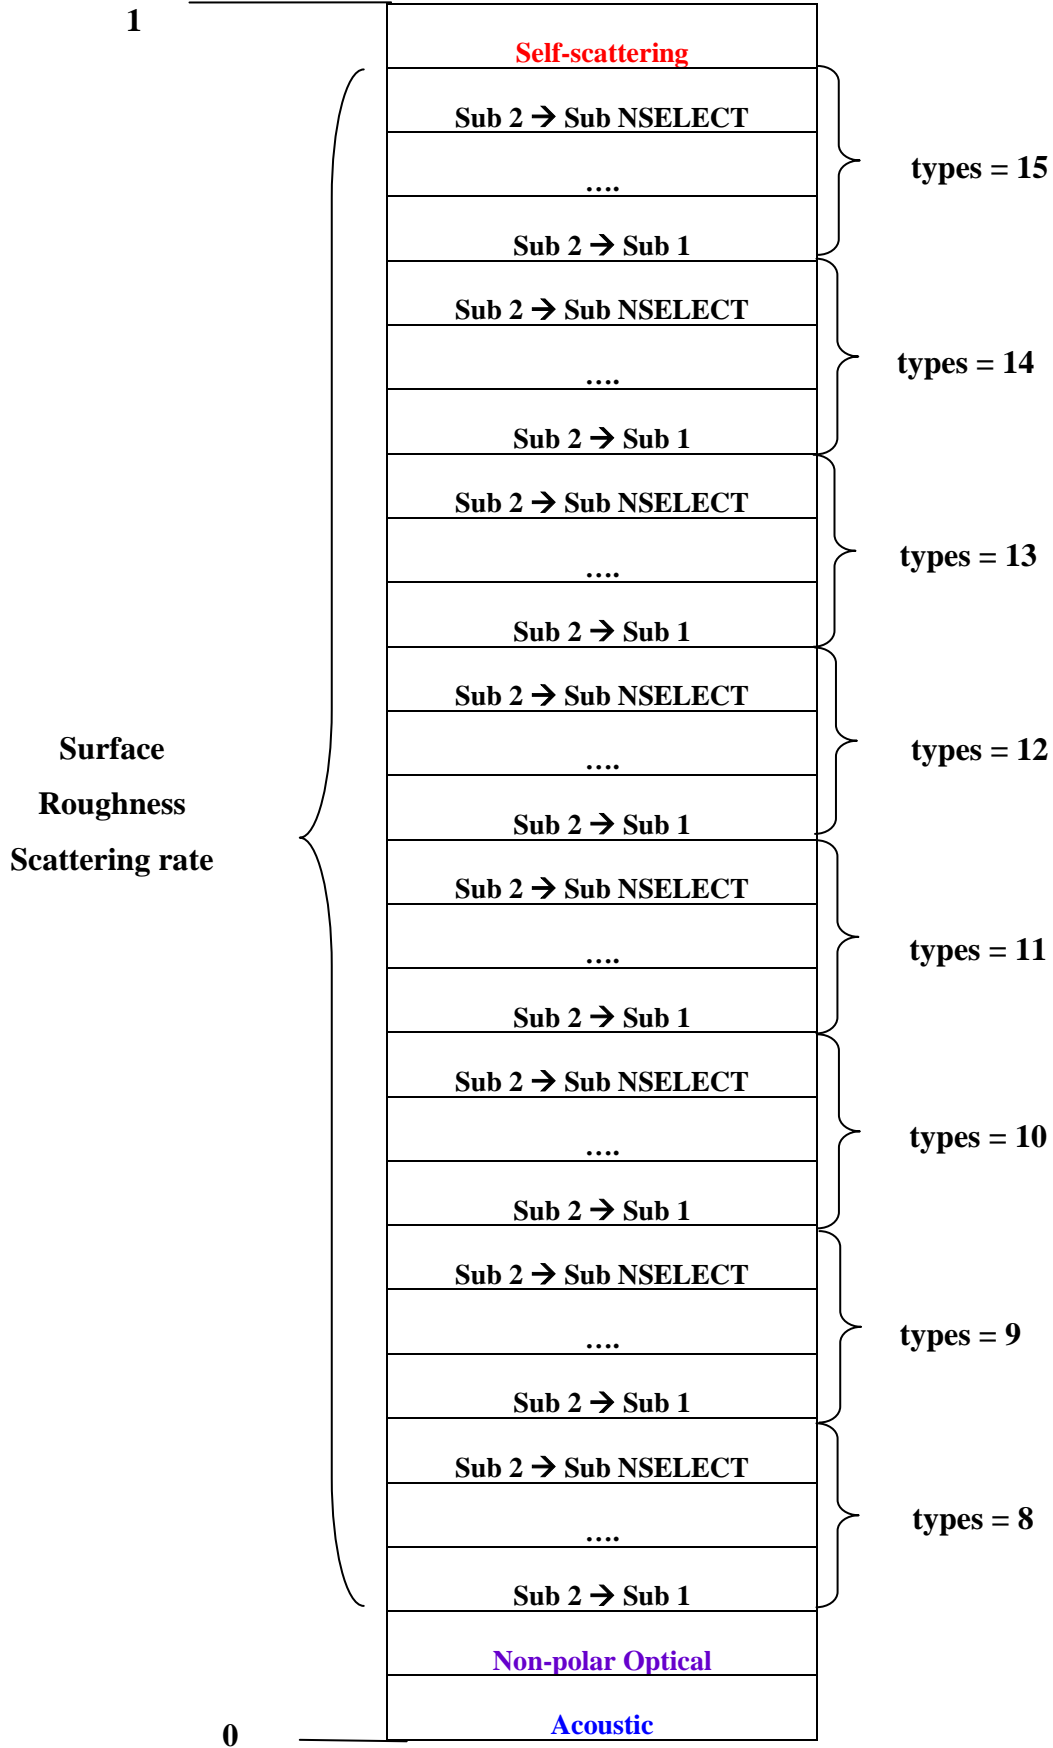 1
Self-scattering
Sub 2 → Sub NSELECT
types = 15
....
Sub 2 → Sub 1
Sub 2 → Sub NSELECT
types = 14
....
Sub 2 → Sub 1
Sub 2 → Sub NSELECT
types = 13
....
Sub 2 → Sub 1
Sub 2 → Sub NSELECT
types = 12
....
Sub 2 → Sub 1
Surface
Roughness
Scattering rate
Sub 2 → Sub NSELECT
types = 11
....
Sub 2 → Sub 1
Sub 2 → Sub NSELECT
types = 10
....
Sub 2 → Sub 1
Sub 2 → Sub NSELECT
types = 9
....
Sub 2 → Sub 1
Sub 2 → Sub NSELECT
types = 8
....
Sub 2 → Sub 1
Non-polar Optical
Acoustic
0